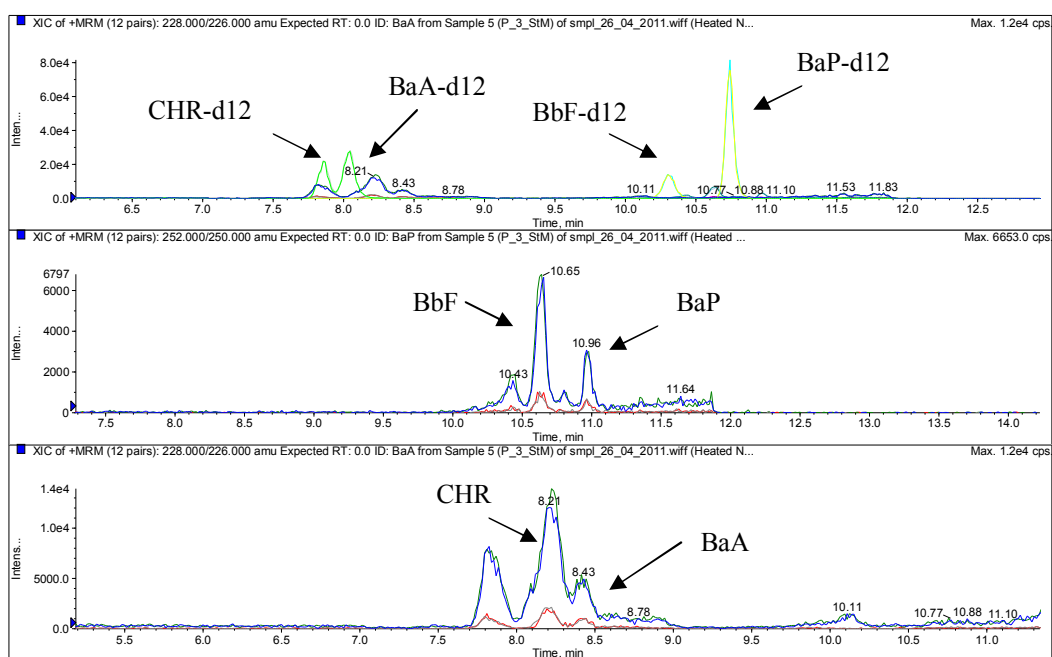 XIC of +MRM (12 pairs): 228.000/226.000 amu Expected RT: 0.0 ID: BaA from Sample 5 (P_3_StM) of smpl_26_04_2011.wiff (Heated N... Max. 1.2e4 cps.
8.0e4
6.0e4
4.0e4
2.0e4
0.0
Inten...
CHR-d12
BaA-d12
BbF-d12
BaP-d12
8.21
8.43
8.78
10.11
10.77
10.88
11.10
11.53
11.83
6.5 7.0 7.5 8.0 8.5 9.0 9.5 10.0 10.5 11.0 11.5 12.0 12.5
Time, min
XIC of +MRM (12 pairs): 252.000/250.000 amu Expected RT: 0.0 ID: BaP from Sample 5 (P_3_StM) of smpl_26_04_2011.wiff (Heated ... Max. 6653.0 cps.
6797
6000
4000
2000
0
Inten...
BbF
BaP
10.43
10.65
10.96
11.64
7.5 8.0 8.5 9.0 9.5 10.0 10.5 11.0 11.5 12.0 12.5 13.0 13.5 14.0
Time, min
XIC of +MRM (12 pairs): 228.000/226.000 amu Expected RT: 0.0 ID: BaA from Sample 5 (P_3_StM) of smpl_26_04_2011.wiff (Heated N... Max. 1.2e4 cps.
1.4e4
1.0e4
5000.0
0.0
Intens...
CHR
BaA
8.21
8.43
8.78
10.11
10.77
10.88
11.10
5.5 6.0 6.5 7.0 7.5 8.0 8.5 9.0 9.5 10.0 10.5 11.0
Time, min